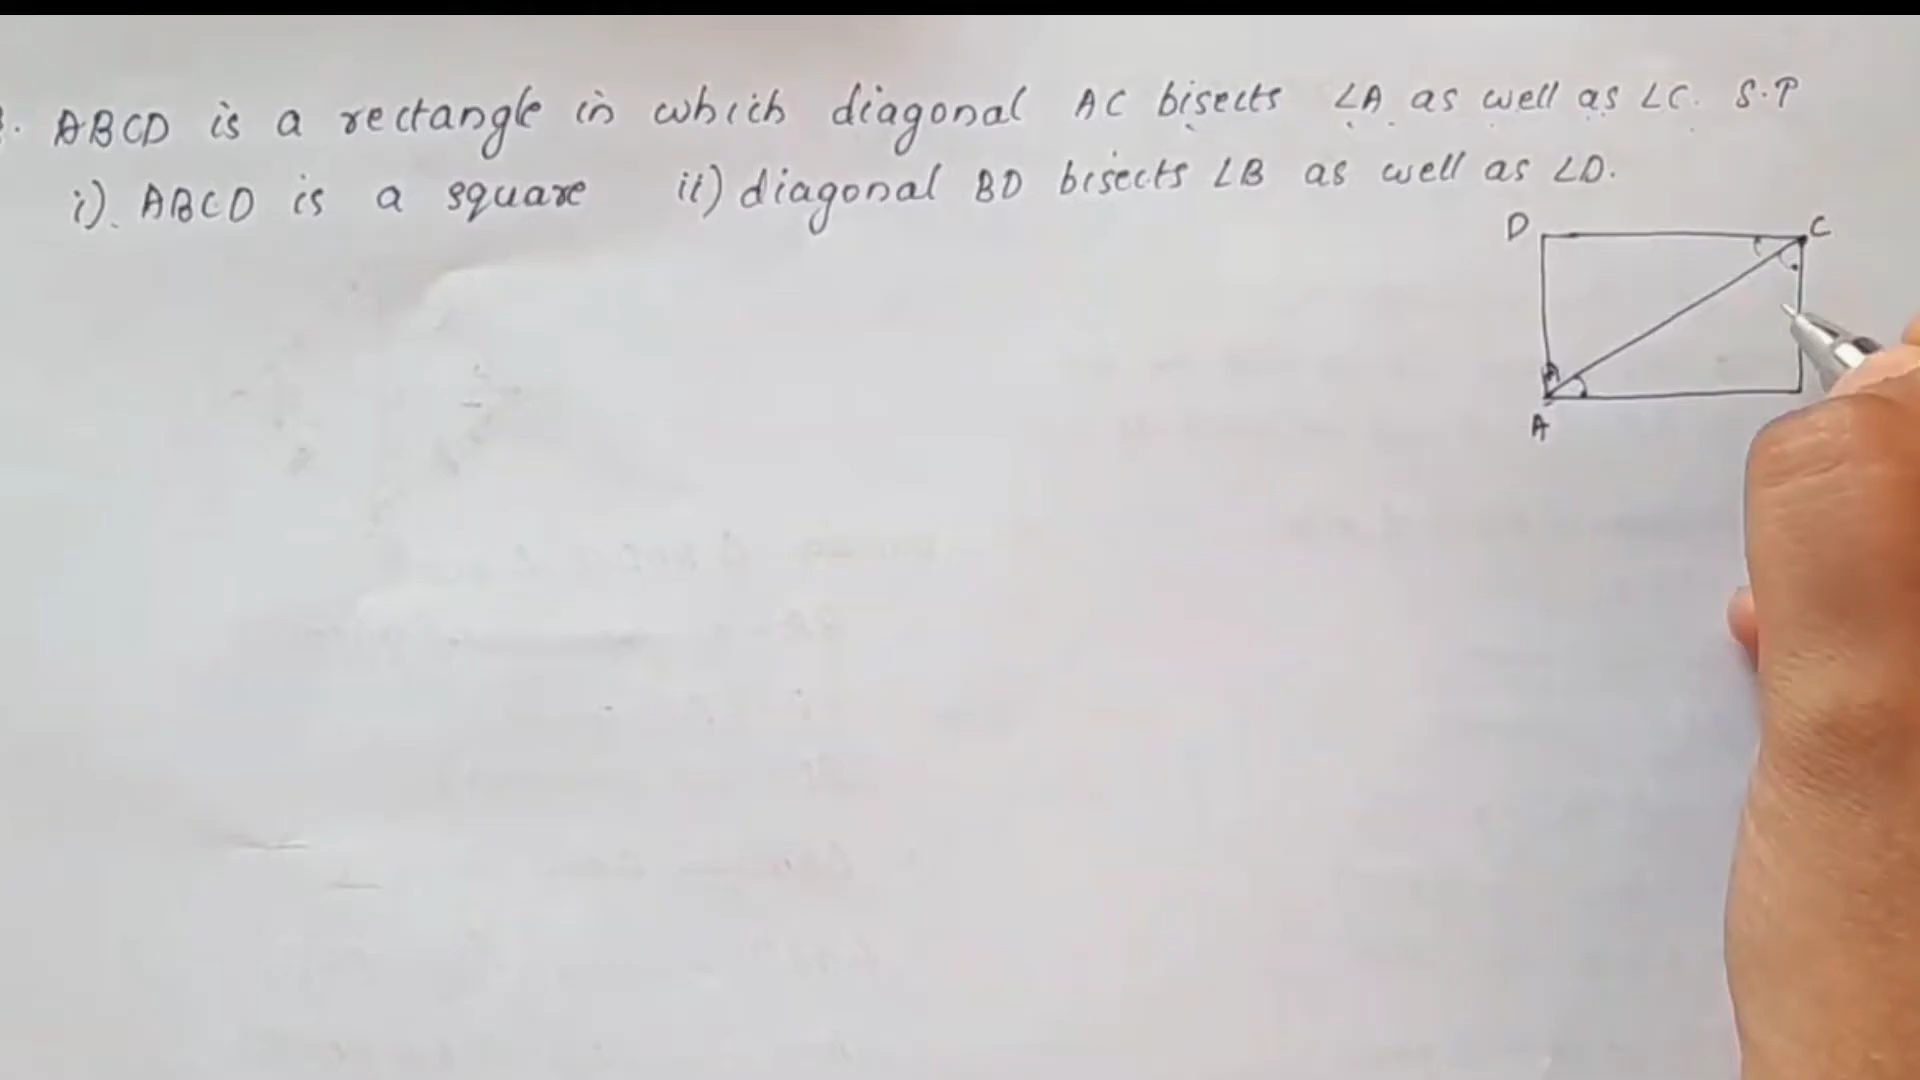 ABCD is a rectangle in which diagonal AC bisects ∠A as well as ∠C. S.P
i). ABCD is a square ii) diagonal BD bisects ∠B as well as ∠D.
D C
A